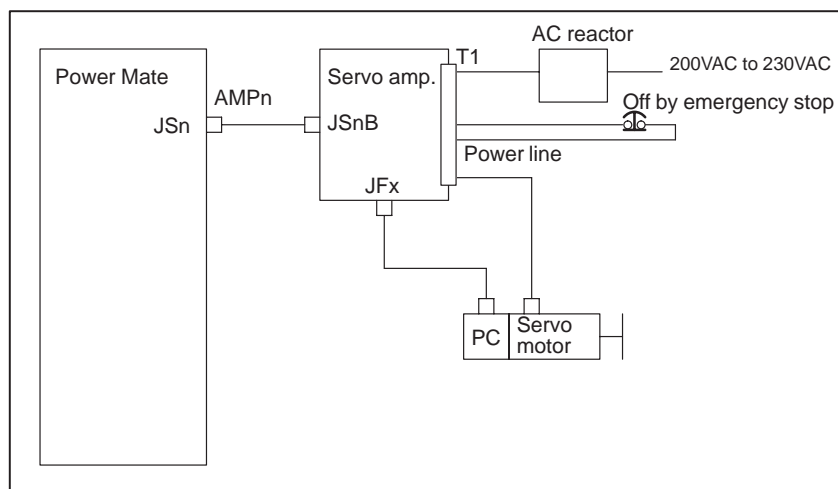 AC reactor
T1
200VAC to 230VAC
Power Mate
Servo amp.
AMPn
Off by emergency stop
JSn
JSnB
Power line
JFx
PC
Servo
motor